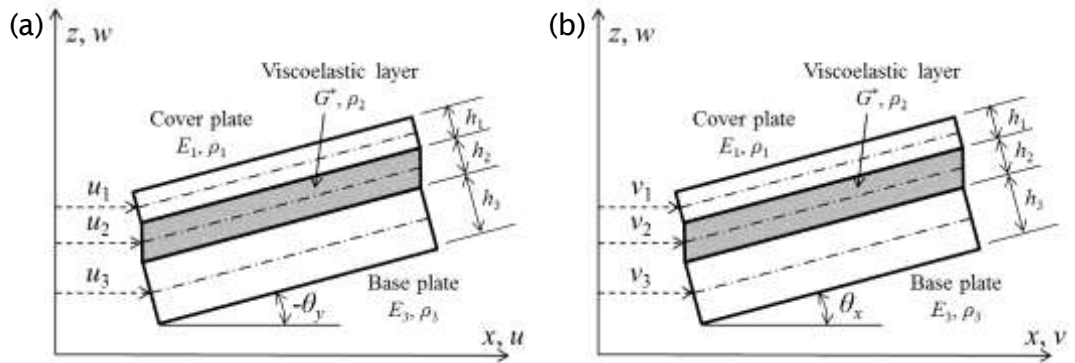 (a)
z, w
Viscoelastic layer
G*, ρ2
Cover plate
E1, ρ1
h1
h2
h3
u1
u2
u3
Base plate
E3, ρ3
-θy
x, u
(b)
z, w
Viscoelastic layer
G*, ρ2
Cover plate
E1, ρ1
h1
h2
h3
v1
v2
v3
Base plate
E3, ρ3
θx
x, v